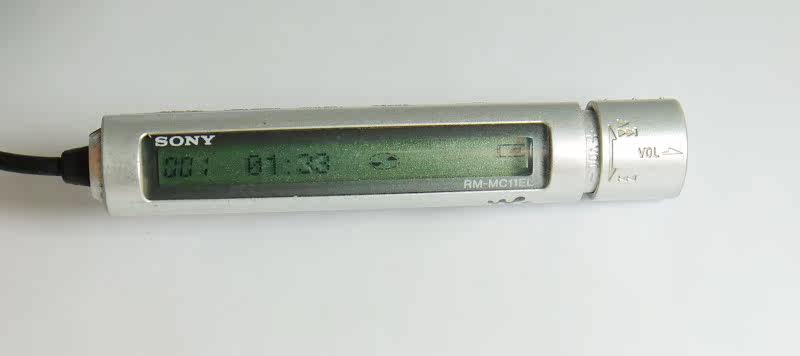 SONY
001 01:33
RM-MC11EL
VOL